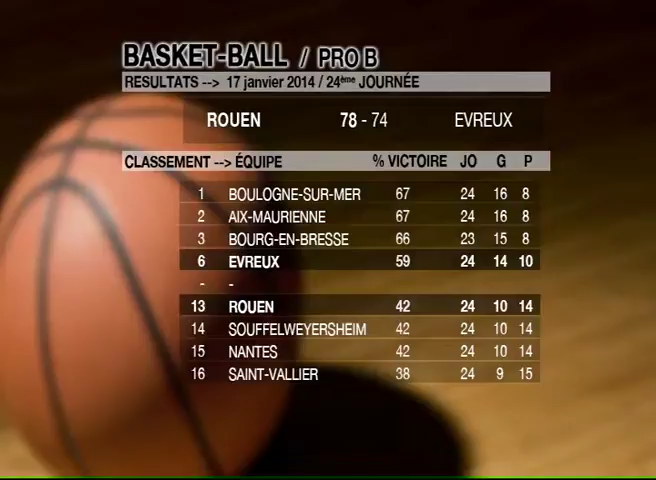 BASKET-BALL / PRO B
RESULTATS --> 17 janvier 2014 / 24ème JOURNÉE
ROUEN 78 - 74 EVREUX
CLASSEMENT --> ÉQUIPE % VICTOIRE JO G P
1 BOULOGNE-SUR-MER 67 24 16 8
2 AIX-MAURIENNE 67 24 16 8
3 BOURG-EN-BRESSE 66 23 15 8
6 EVREUX 59 24 14 10
- -
13 ROUEN 42 24 10 14
14 SOUFFELWEYERSHEIM 42 24 10 14
15 NANTES 42 24 10 14
16 SAINT-VALLIER 38 24 9 15